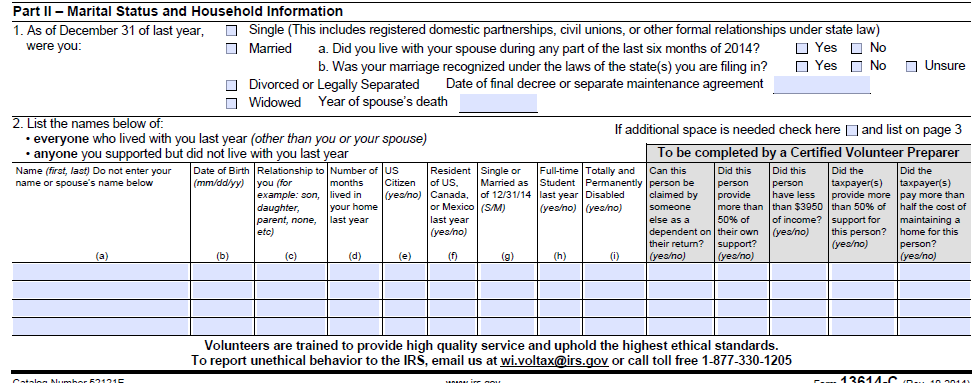 Part II – Marital Status and Household Information
1. As of December 31 of last year, were you:
Single (This includes registered domestic partnerships, civil unions, or other formal relationships under state law)
Married a. Did you live with your spouse during any part of the last six months of 2014? Yes No
b. Was your marriage recognized under the laws of the state(s) you are filing in? Yes No Unsure
Divorced or Legally Separated Date of final decree or separate maintenance agreement
Widowed Year of spouse's death
2. List the names below of:
• everyone who lived with you last year (other than you or your spouse)
• anyone you supported but did not live with you last year
If additional space is needed check here and list on page 3
To be completed by a Certified Volunteer Preparer
Name (first, last) Do not enter your name or spouse's name below (a)
Date of Birth (mm/dd/yy) (b)
Relationship to you (for example: son, daughter, parent, none, etc) (c)
Number of months lived in your home last year (d)
US Citizen (yes/no) (e)
Resident of US, Canada, or Mexico last year (yes/no) (f)
Single or Married as of 12/31/14 (S/M) (g)
Full-time Student last year (yes/no) (h)
Totally and Permanently Disabled (yes/no) (i)
Can this person be claimed by someone else as a dependent on their return? (yes/no)
Did this person provide more than 50% of their own support? (yes/no)
Did this person have less than $3950 of income? (yes/no)
Did the taxpayer(s) provide more than 50% of support for this person? (yes/no)
Did the taxpayer(s) pay more than half the cost of maintaining a home for this person? (yes/no)
Volunteers are trained to provide high quality service and uphold the highest ethical standards.
To report unethical behavior to the IRS, email us at wi.voltax@irs.gov or call toll free 1-877-330-1205
Catalog Number 52121E www.irs.gov Form 13614-C (Rev. 10-2014)